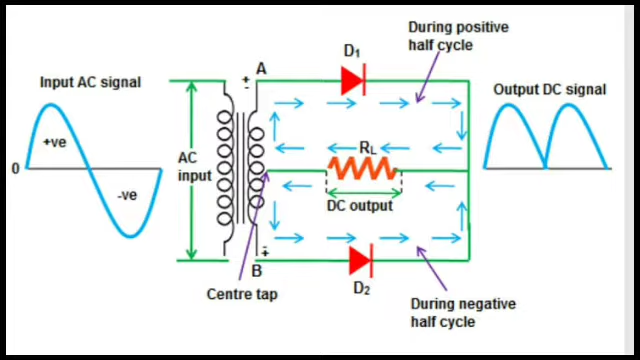 During positive
half cycle
D1
A
+
-
Input AC signal
Output DC signal
+ve
RL
AC
input
0
-ve
DC output
-
+
B
D2
Centre tap
During negative
half cycle